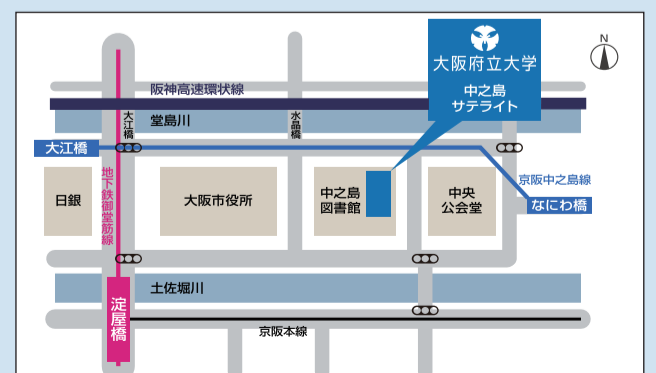 N
大阪府立大学
中之島
サテライト
阪神高速環状線
大江橋
堂島川
水晶橋
大江橋
京阪中之島線
なにわ橋
日銀
地下鉄御堂筋線
大阪市役所
中之島
図書館
中央
公会堂
土佐堀川
淀屋橋
京阪本線